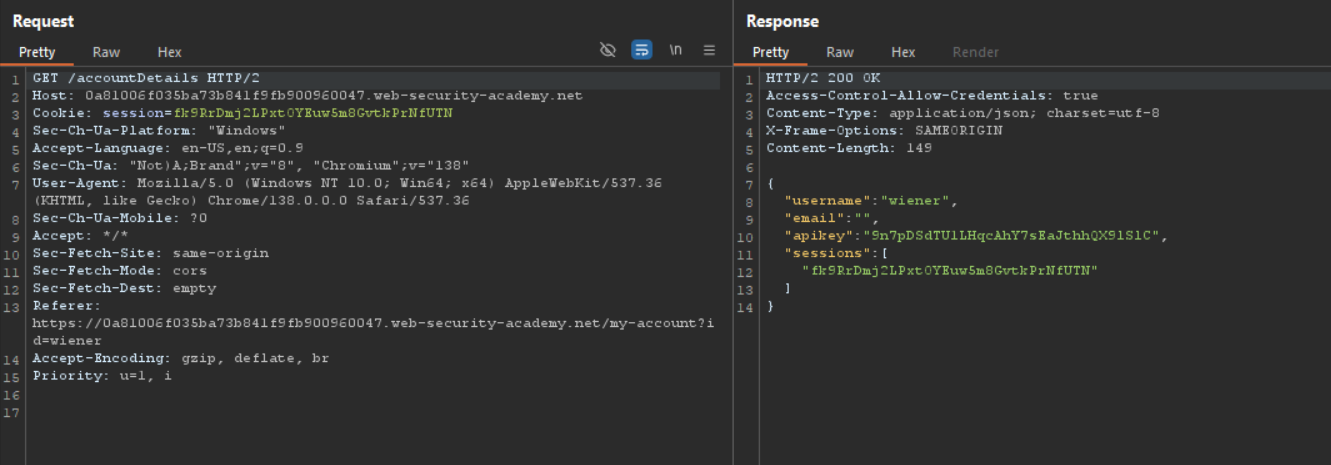 Request
Pretty Raw Hex \n
1 GET /accountDetails HTTP/2
2 Host: 0a81006f035ba73b841f9fb900960047.web-security-academy.net
3 Cookie: session=fk9RrDmj2LPxt0YEuw5m8GvtkPrNfUTN
4 Sec-Ch-Ua-Platform: "Windows"
5 Accept-Language: en-US,en;q=0.9
6 Sec-Ch-Ua: "Not)A;Brand";v="8", "Chromium";v="138"
7 User-Agent: Mozilla/5.0 (Windows NT 10.0; Win64; x64) AppleWebKit/537.36
(KHTML, like Gecko) Chrome/138.0.0.0 Safari/537.36
8 Sec-Ch-Ua-Mobile: ?0
9 Accept: */*
10 Sec-Fetch-Site: same-origin
11 Sec-Fetch-Mode: cors
12 Sec-Fetch-Dest: empty
13 Referer:
https://0a81006f035ba73b841f9fb900960047.web-security-academy.net/my-account?i
d=wiener
14 Accept-Encoding: gzip, deflate, br
15 Priority: u=1, i
16
17
Response
Pretty Raw Hex Render
1 HTTP/2 200 OK
2 Access-Control-Allow-Credentials: true
3 Content-Type: application/json; charset=utf-8
4 X-Frame-Options: SAMEORIGIN
5 Content-Length: 149
6
7 {
8 "username":"wiener",
9 "email":"",
10 "apikey":"9n7pDSdTU1LHqcAhY7sEaJthhQX9lSlC",
11 "sessions":[
12 "fk9RrDmj2LPxt0YEuw5m8GvtkPrNfUTN"
13 ]
14 }